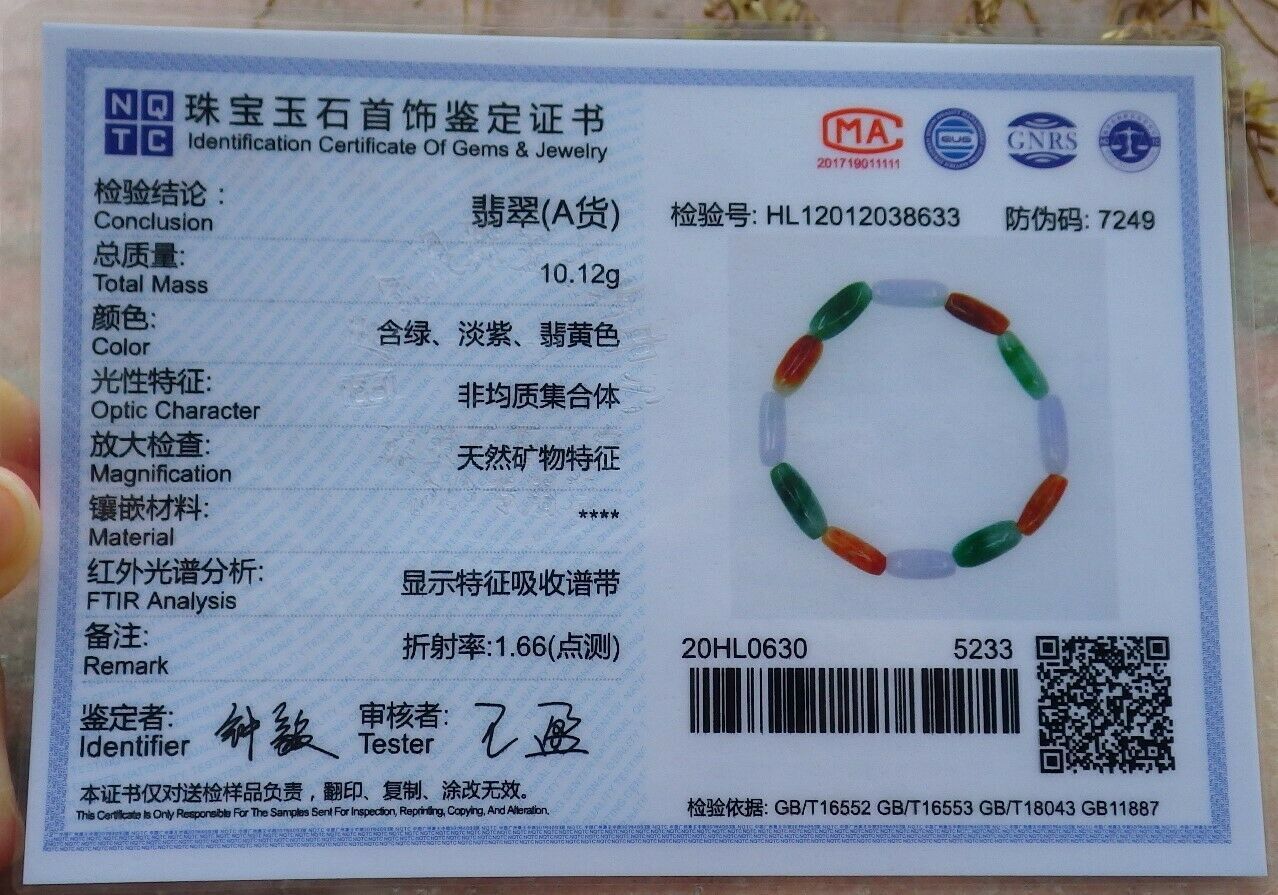 NQ
TC
珠宝玉石首饰鉴定证书
Identification Certificate Of Gems & Jewelry
MA
201719011111
GNRS
检验结论：
Conclusion
翡翠(A货)
总质量:
Total Mass
10.12g
颜色:
Color
含绿、淡紫、翡黄色
光性特征:
Optic Character
非均质集合体
放大检查:
Magnification
天然矿物特征
镶嵌材料:
Material
****
红外光谱分析:
FTIR Analysis
显示特征吸收谱带
备注:
Remark
折射率:1.66(点测)
鉴定者:
Identifier
审核者:
Tester
本证书仅对送检样品负责，翻印、复制、涂改无效。
This Certificate Is Only Responsible For The Samples Sent For Inspection, Reprinting, Copying, And Alteration.
检验号: HL12012038633 防伪码: 7249
20HL0630 5233
检验依据: GB/T16552 GB/T16553 GB/T18043 GB11887